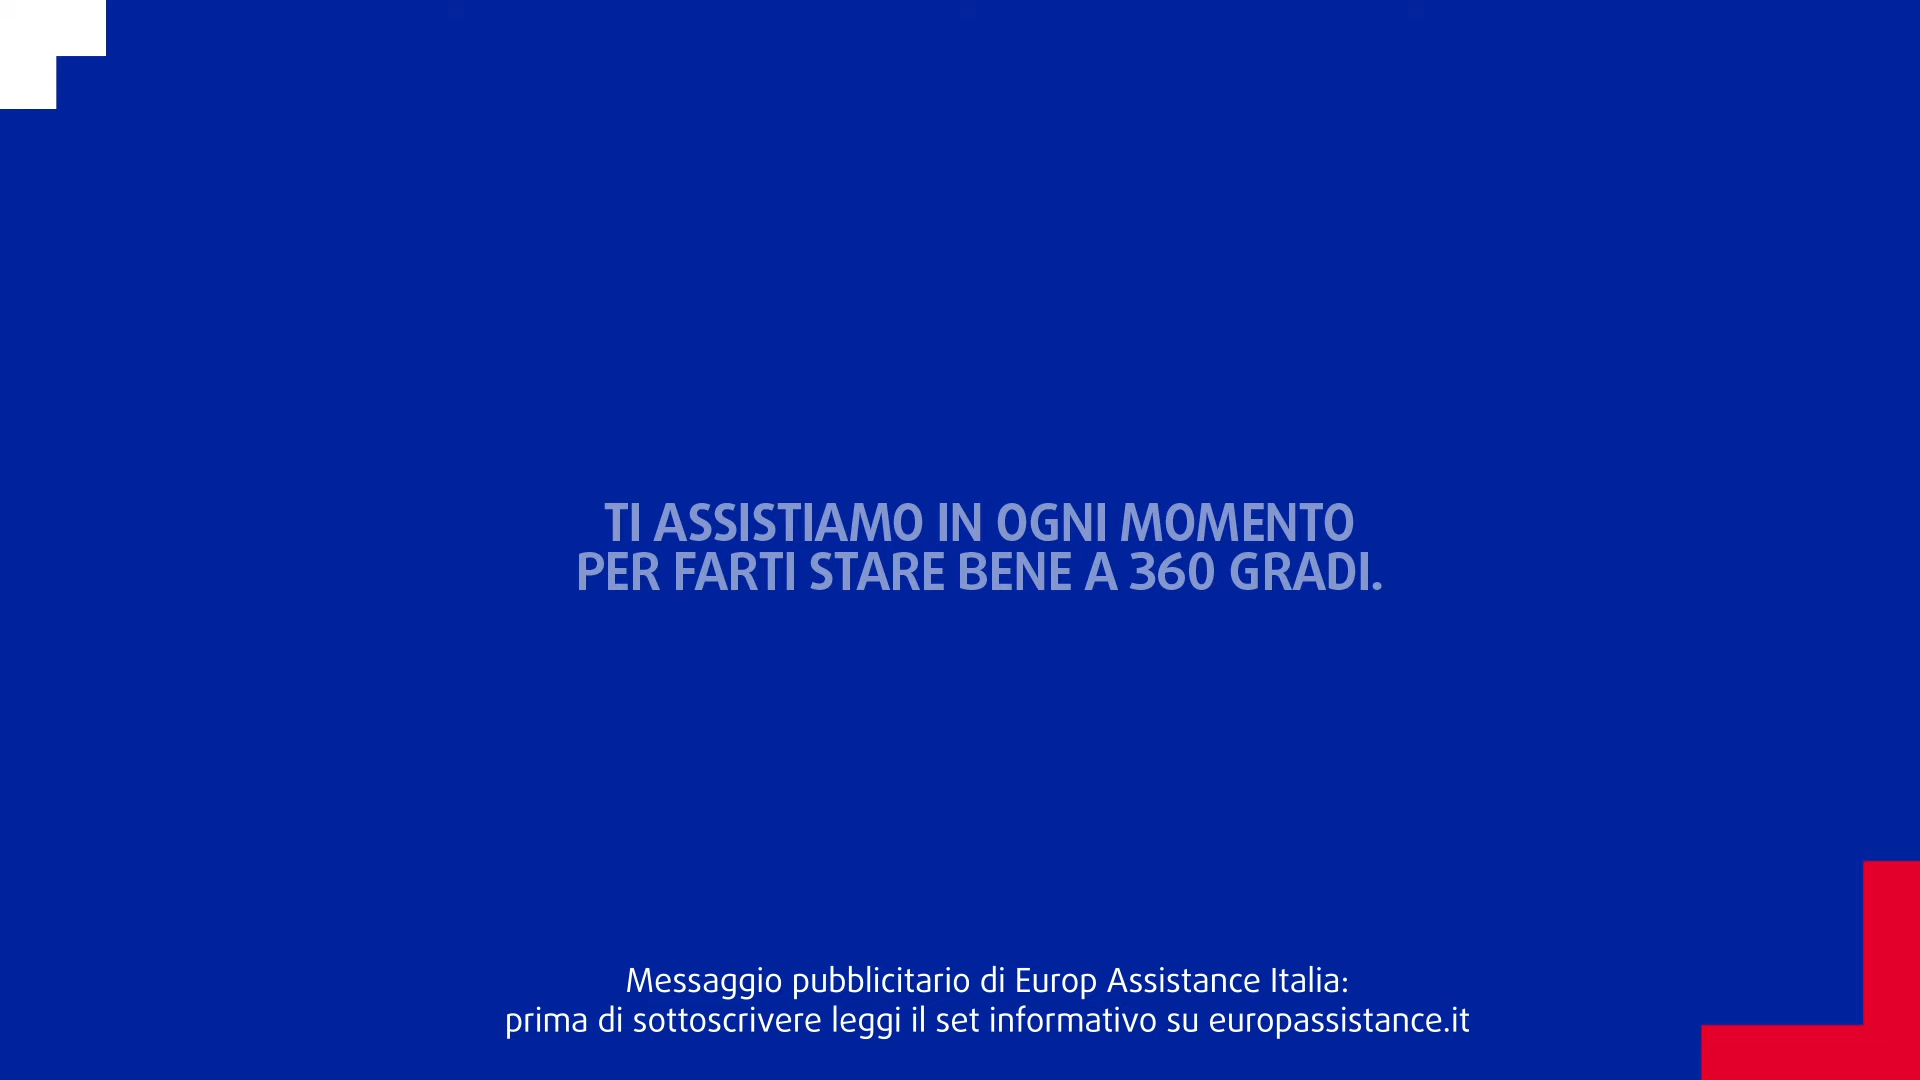 TI ASSISTIAMO IN OGNI MOMENTO
PER FARTI STARE BENE A 360 GRADI.
Messaggio pubblicitario di Europ Assistance Italia:
prima di sottoscrivere leggi il set informativo su europassistance.it